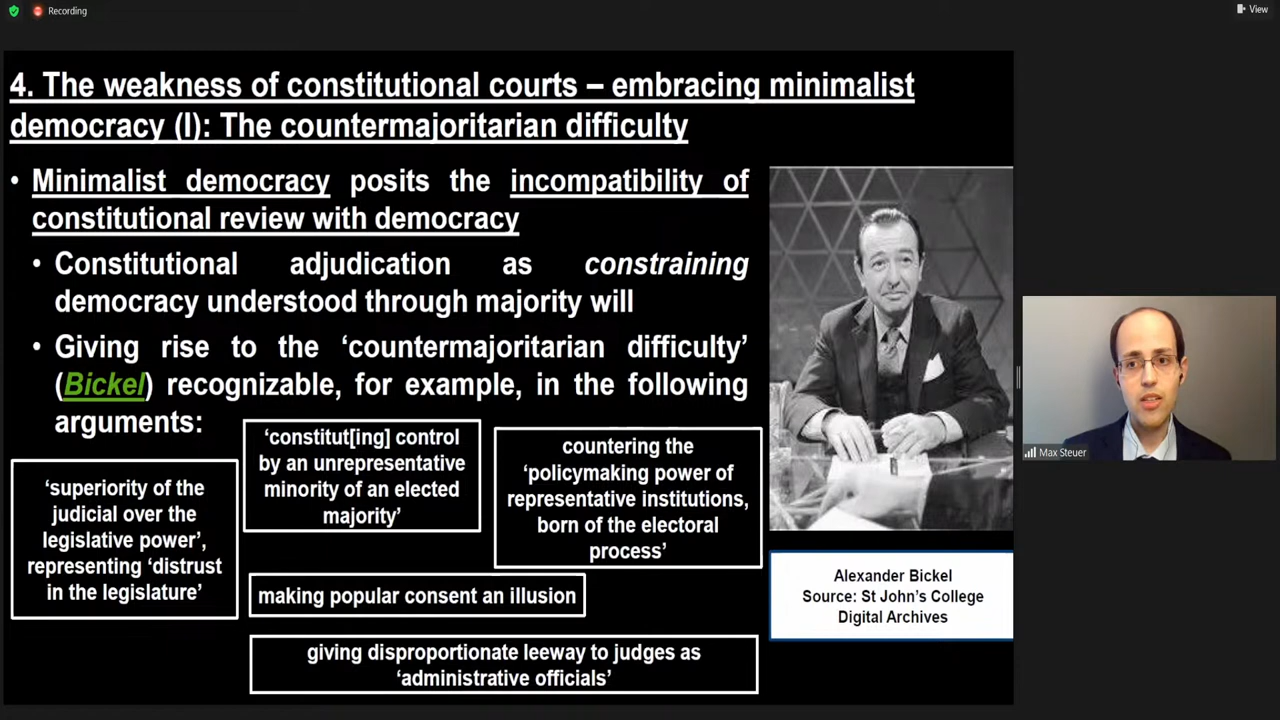 Recording
View
4. The weakness of constitutional courts – embracing minimalist
democracy (I): The countermajoritarian difficulty
• Minimalist democracy posits the incompatibility of
constitutional review with democracy
• Constitutional adjudication as constraining
democracy understood through majority will
• Giving rise to the ‘countermajoritarian difficulty’
(Bickel) recognizable, for example, in the following
arguments:
‘superiority of the
judicial over the
legislative power’,
representing ‘distrust
in the legislature’
‘constitut[ing] control
by an unrepresentative
minority of an elected
majority’
countering the
‘policymaking power of
representative institutions,
born of the electoral
process’
making popular consent an illusion
giving disproportionate leeway to judges as
‘administrative officials’
Alexander Bickel
Source: St John’s College
Digital Archives
Max Steuer